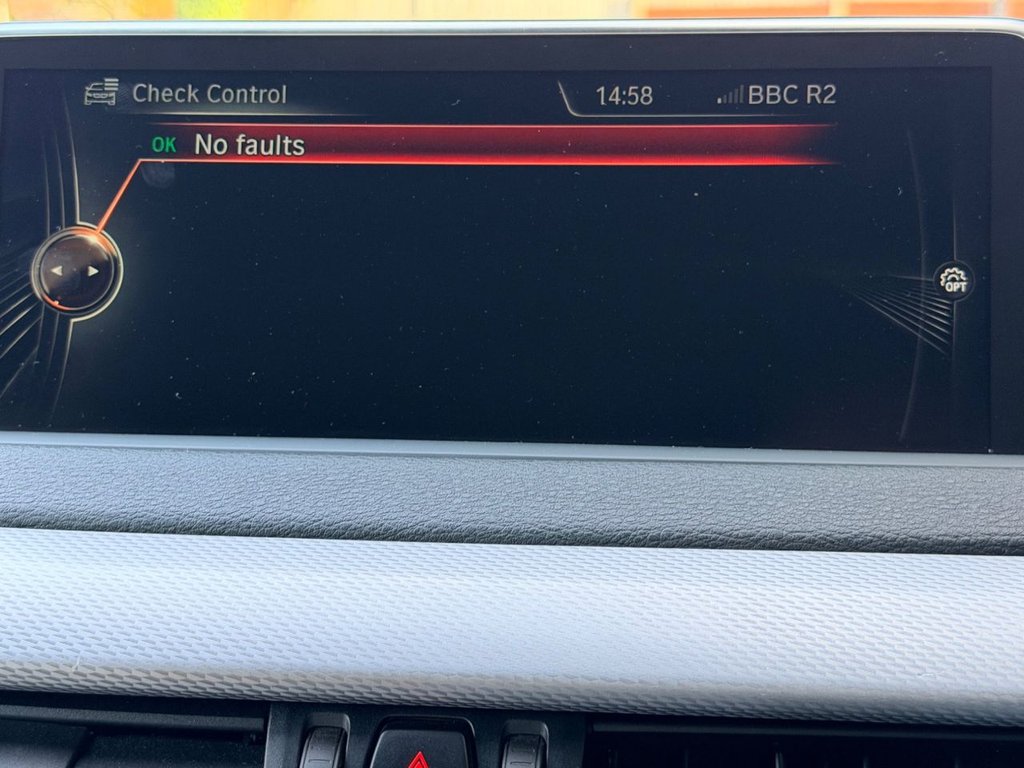 Check Control 14:58 BBC R2
OK No faults
OPT